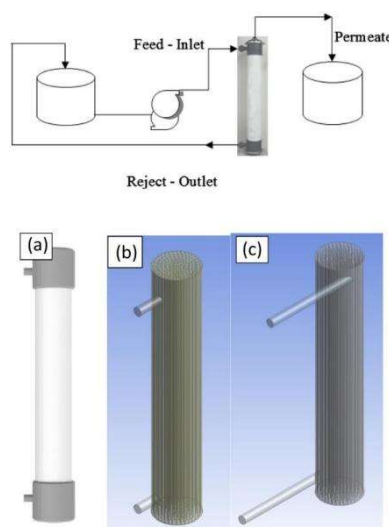 Feed - Inlet
Permeate
Reject - Outlet
(a)
(b)
(c)